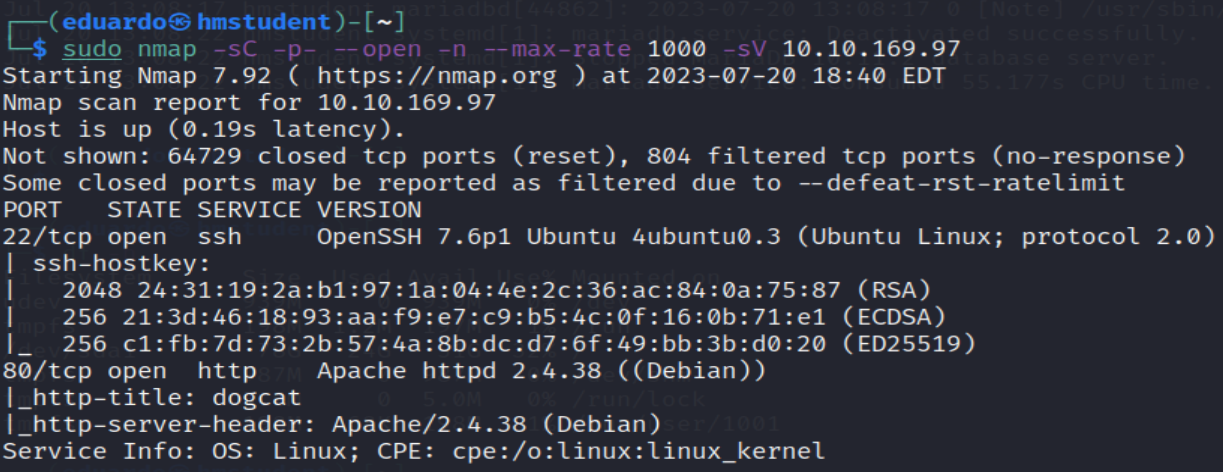 ┌──(eduardo㉿hmstudent)-[~]
└─$ sudo nmap -sC -p- --open -n --max-rate 1000 -sV 10.10.169.97
Starting Nmap 7.92 ( https://nmap.org ) at 2023-07-20 18:40 EDT
Nmap scan report for 10.10.169.97
Host is up (0.19s latency).
Not shown: 64729 closed tcp ports (reset), 804 filtered tcp ports (no-response)
Some closed ports may be reported as filtered due to --defeat-rst-ratelimit
PORT   STATE SERVICE VERSION
22/tcp open  ssh     OpenSSH 7.6p1 Ubuntu 4ubuntu0.3 (Ubuntu Linux; protocol 2.0)
| ssh-hostkey:
|   2048 24:31:19:2a:b1:97:1a:04:4e:2c:36:ac:84:0a:75:87 (RSA)
|   256 21:3d:46:18:93:aa:f9:e7:c9:b5:4c:0f:16:0b:71:e1 (ECDSA)
|_  256 c1:fb:7d:73:2b:57:4a:8b:dc:d7:6f:49:bb:3b:d0:20 (ED25519)
80/tcp open  http    Apache httpd 2.4.38 ((Debian))
|_http-title: dogcat
|_http-server-header: Apache/2.4.38 (Debian)
Service Info: OS: Linux; CPE: cpe:/o:linux:linux_kernel